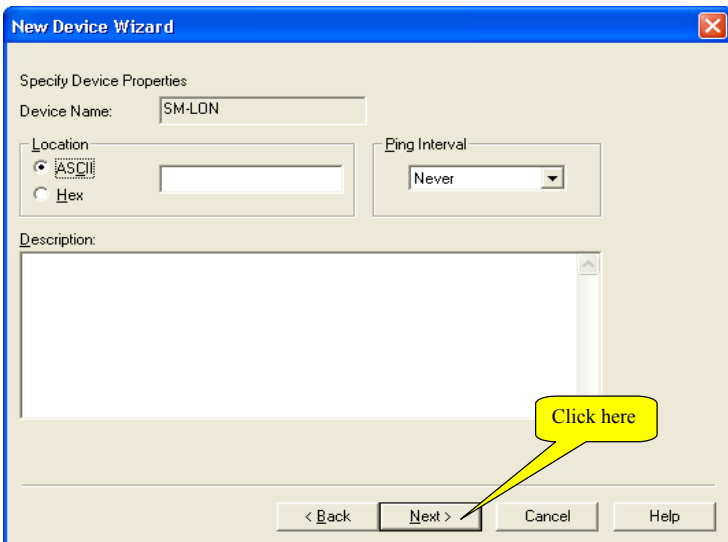 New Device Wizard
Specify Device Properties
Device Name: SM-LON
Location
ASCII
Hex
Ping Interval
Never
Description:
Click here
< Back Next > Cancel Help